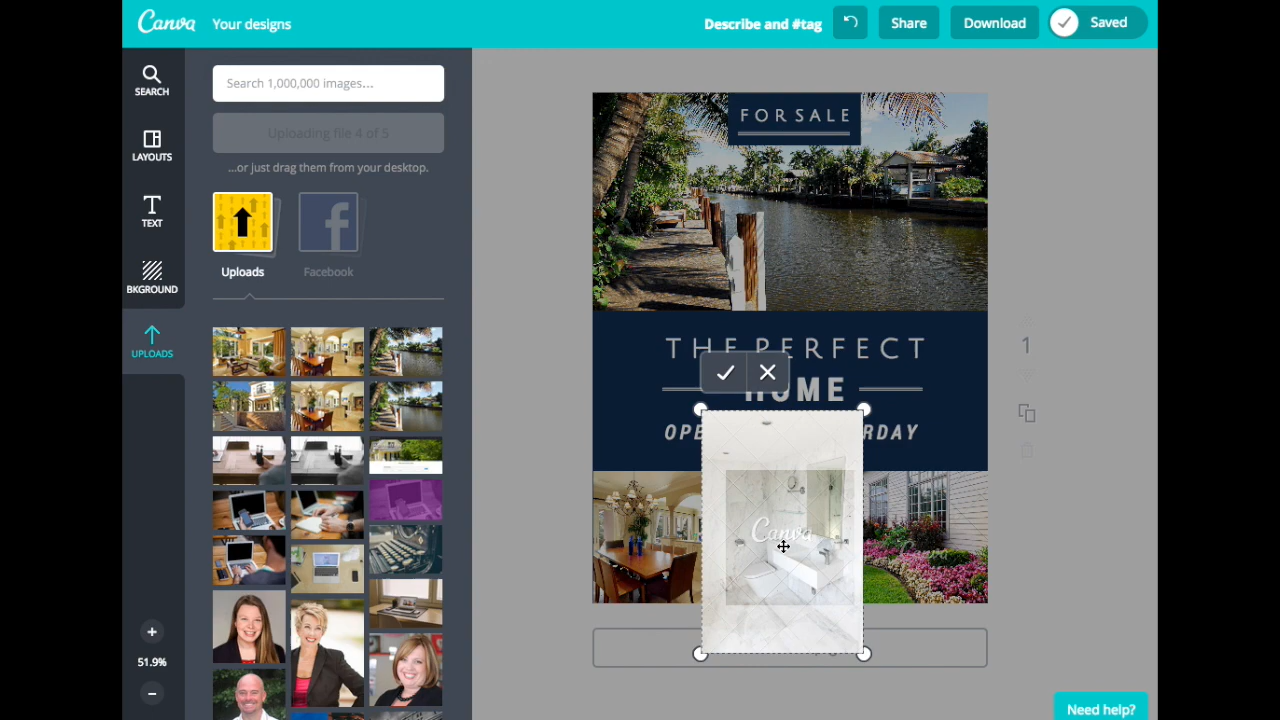 Canva Your designs Describe and #tag Share Download Saved
SEARCH
LAYOUTS
TEXT
BKGROUND
UPLOADS
51.9%
Search 1,000,000 images...
Uploading file 4 of 5
...or just drag them from your desktop.
Uploads Facebook
FOR SALE
THE PERFECT
HOME
Canva
1
Need help?